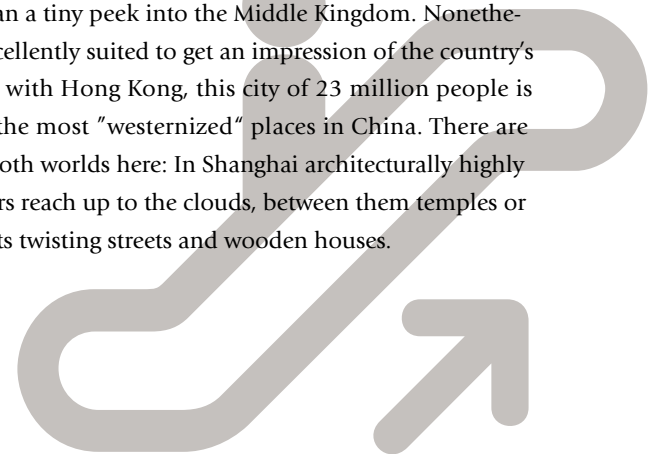 an a tiny peek into the Middle Kingdom. Nonethe-
cellently suited to get an impression of the country’s
with Hong Kong, this city of 23 million people is
the most "westernized“ places in China. There are
oth worlds here: In Shanghai architecturally highly
rs reach up to the clouds, between them temples or
ts twisting streets and wooden houses.